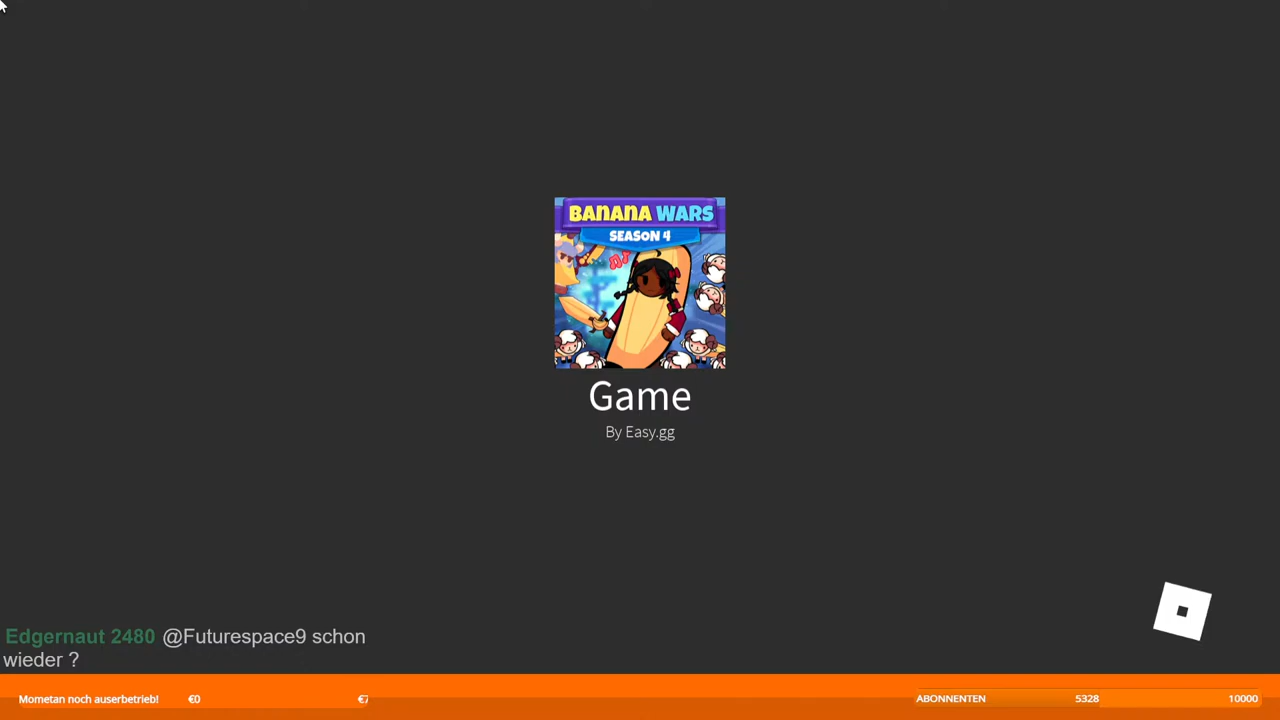 BANANA WARS
SEASON 4
Game
By Easy.gg
Edgernaut 2480 @Futurespace9 schon
wieder ?
Mometan noch auserbetrieb! €0 €7
ABONNENTEN 5328 10000